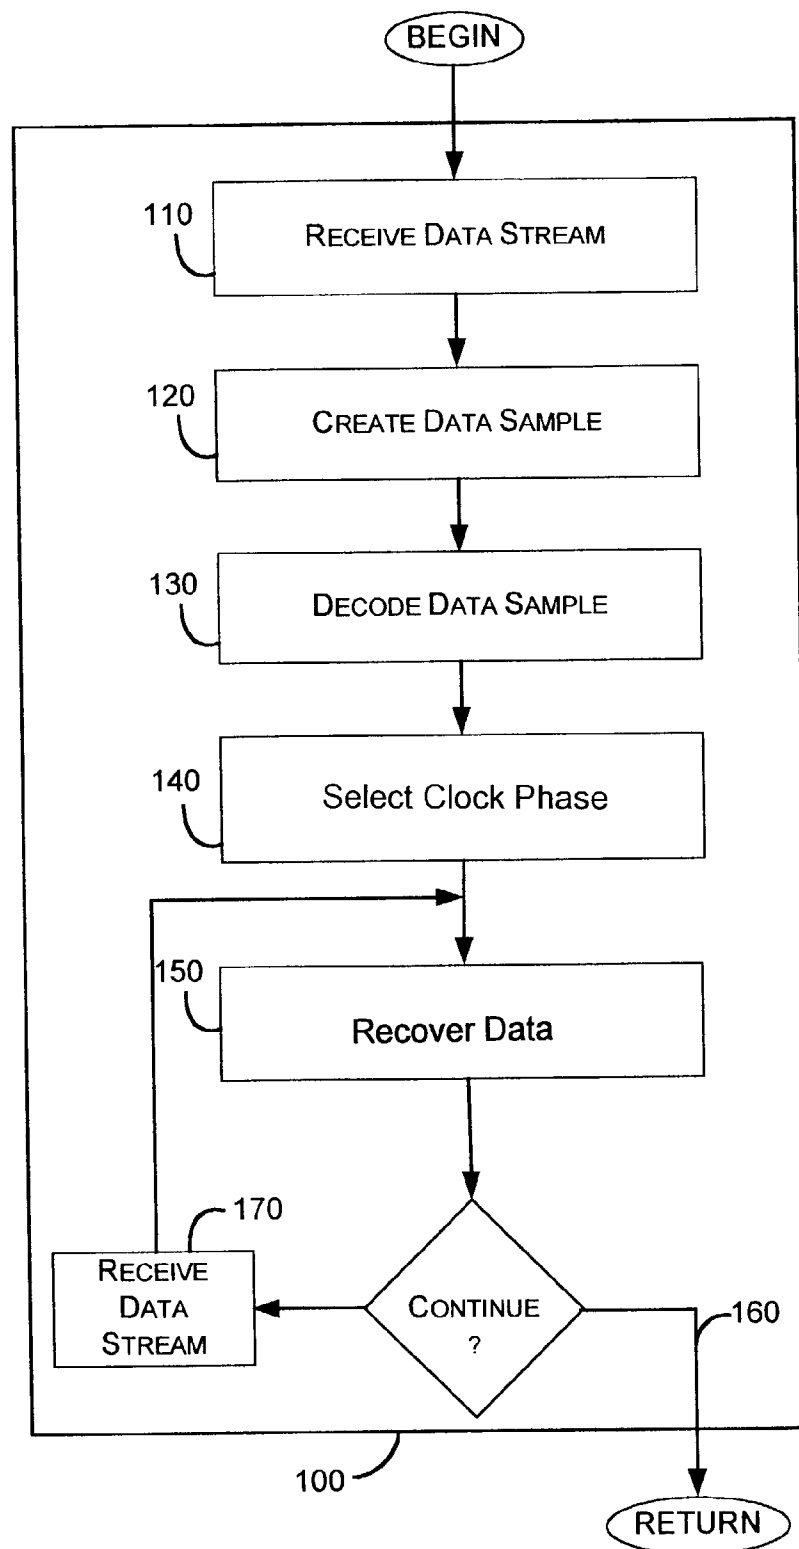 BEGIN
110
RECEIVE DATA STREAM
120
CREATE DATA SAMPLE
130
DECODE DATA SAMPLE
140
Select Clock Phase
150
Recover Data
170
RECEIVE
DATA
STREAM
CONTINUE
?
160
100
RETURN